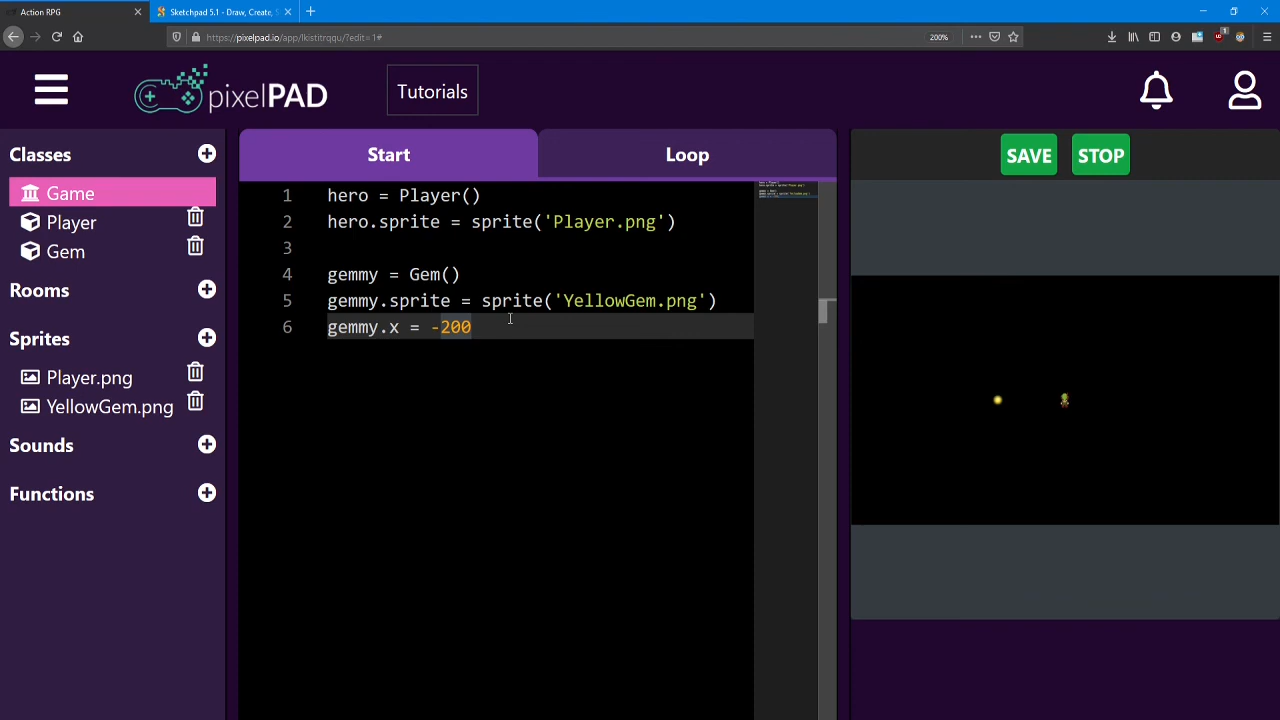 Action RPG
Sketchpad 5.1 - Draw, Create, S
https://pixelpad.io/app/lkistitrqqu/?edit=1#
200%
pixelPAD
Tutorials
Classes
Game
Player
Gem
Rooms
Sprites
Player.png
YellowGem.png
Sounds
Functions
Start
Loop
1 hero = Player()
2 hero.sprite = sprite('Player.png')
3
4 gemmy = Gem()
5 gemmy.sprite = sprite('YellowGem.png')
6 gemmy.x = -200
SAVE
STOP